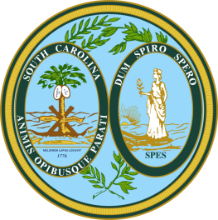 SOUTH CAROLINA
ANIMIS OPIBUSQUE PARATI
1776
DUM SPIRO SPERO
SPES